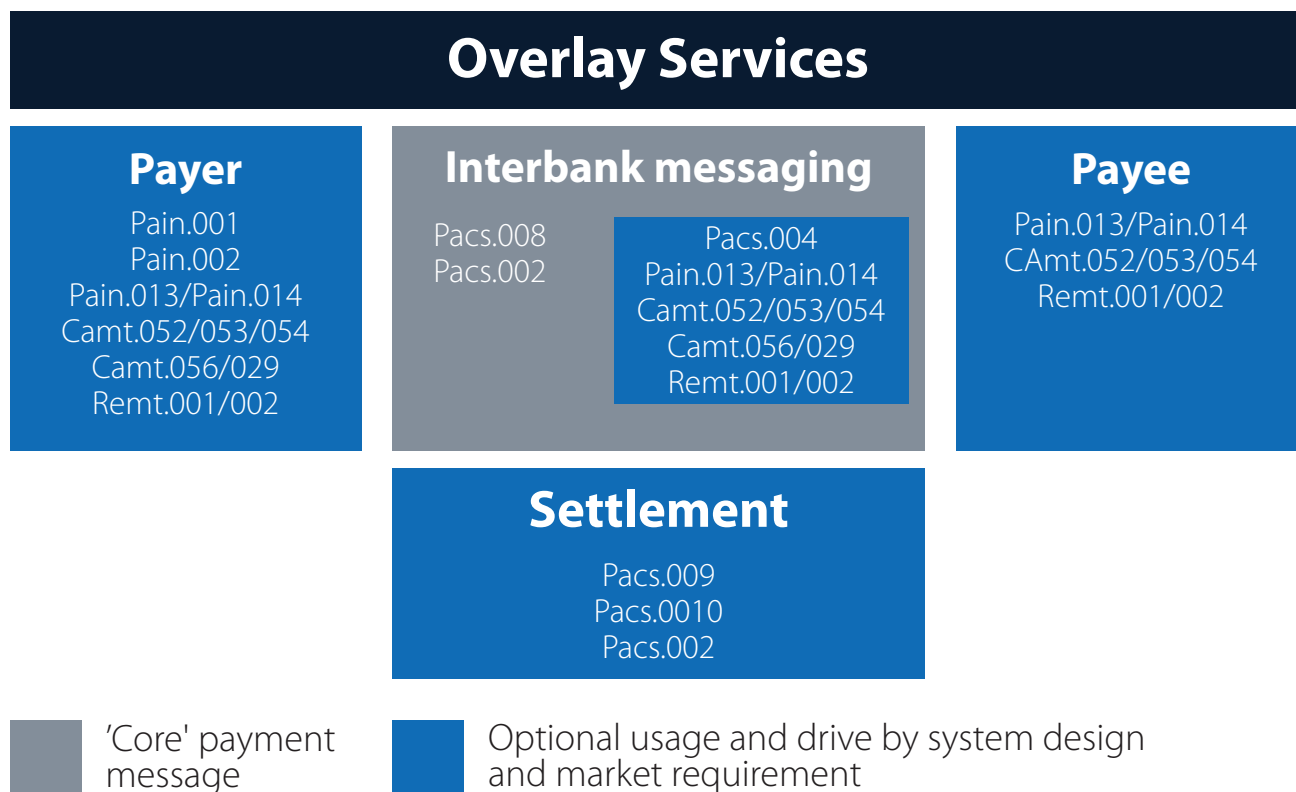 Overlay Services
Payer
Pain.001
Pain.002
Pain.013/Pain.014
Camt.052/053/054
Camt.056/029
Remt.001/002
Interbank messaging
Pacs.008
Pacs.002
Pacs.004
Pain.013/Pain.014
Camt.052/053/054
Camt.056/029
Remt.001/002
Payee
Pain.013/Pain.014
CAmt.052/053/054
Remt.001/002
Settlement
Pacs.009
Pacs.0010
Pacs.002
’Core' payment
message
Optional usage and drive by system design
and market requirement